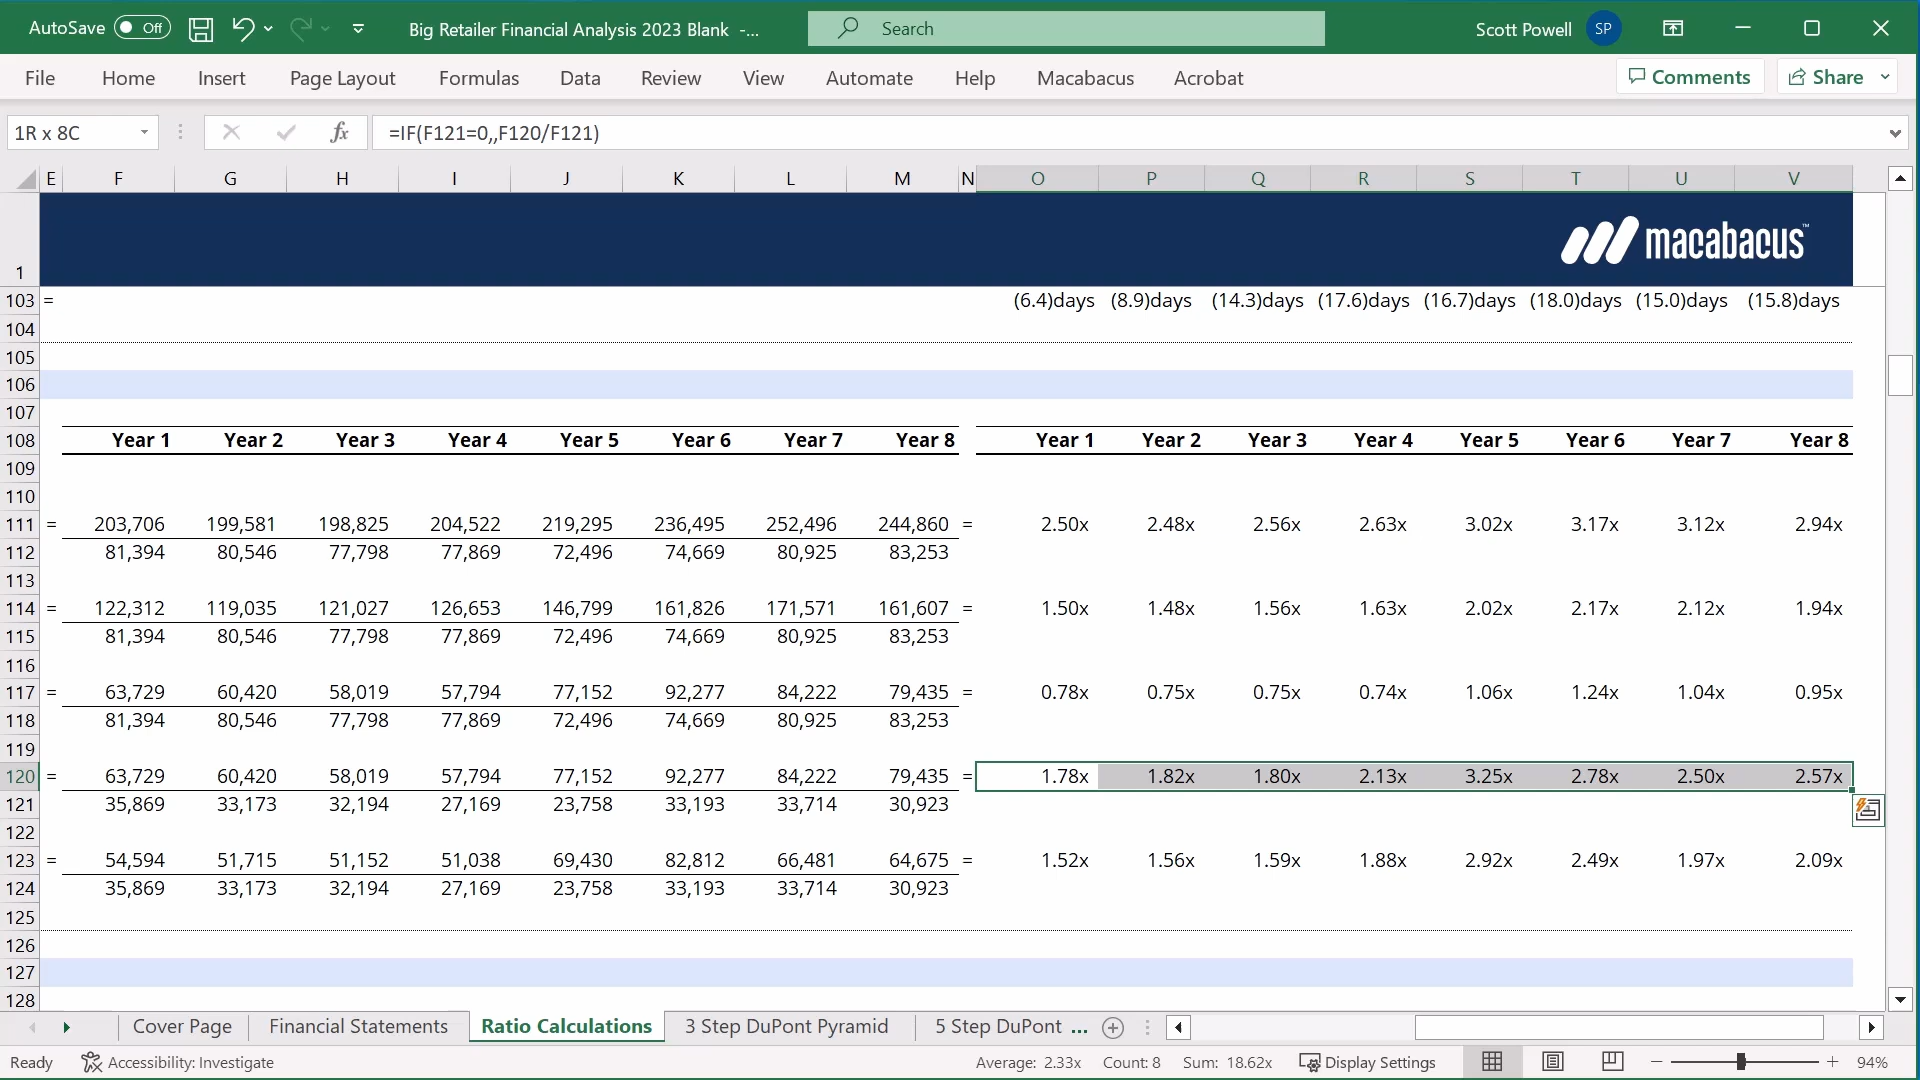 AutoSave Off Big Retailer Financial Analysis 2023 Blank -... Search Scott Powell SP
File Home Insert Page Layout Formulas Data Review View Automate Help Macabacus Acrobat Comments Share
1R x 8C fx =IF(F121=0,,F120/F121)
E F G H I J K L M N O P Q R S T U V
macabacus™
1
103 = (6.4)days (8.9)days (14.3)days (17.6)days (16.7)days (18.0)days (15.0)days (15.8)days
104
105
106
107
108 Year 1 Year 2 Year 3 Year 4 Year 5 Year 6 Year 7 Year 8 Year 1 Year 2 Year 3 Year 4 Year 5 Year 6 Year 7 Year 8
109
110
111 = 203,706 199,581 198,825 204,522 219,295 236,495 252,496 244,860 = 2.50x 2.48x 2.56x 2.63x 3.02x 3.17x 3.12x 2.94x
112 81,394 80,546 77,798 77,869 72,496 74,669 80,925 83,253
113
114 = 122,312 119,035 121,027 126,653 146,799 161,826 171,571 161,607 = 1.50x 1.48x 1.56x 1.63x 2.02x 2.17x 2.12x 1.94x
115 81,394 80,546 77,798 77,869 72,496 74,669 80,925 83,253
116
117 = 63,729 60,420 58,019 57,794 77,152 92,277 84,222 79,435 = 0.78x 0.75x 0.75x 0.74x 1.06x 1.24x 1.04x 0.95x
118 81,394 80,546 77,798 77,869 72,496 74,669 80,925 83,253
119
120 = 63,729 60,420 58,019 57,794 77,152 92,277 84,222 79,435 = 1.78x 1.82x 1.80x 2.13x 3.25x 2.78x 2.50x 2.57x
121 35,869 33,173 32,194 27,169 23,758 33,193 33,714 30,923
122
123 = 54,594 51,715 51,152 51,038 69,430 82,812 66,481 64,675 = 1.52x 1.56x 1.59x 1.88x 2.92x 2.49x 1.97x 2.09x
124 35,869 33,173 32,194 27,169 23,758 33,193 33,714 30,923
125
126
127
128
Cover Page Financial Statements Ratio Calculations 3 Step DuPont Pyramid 5 Step DuPont ...
Ready Accessibility: Investigate Average: 2.33x Count: 8 Sum: 18.62x Display Settings 94%